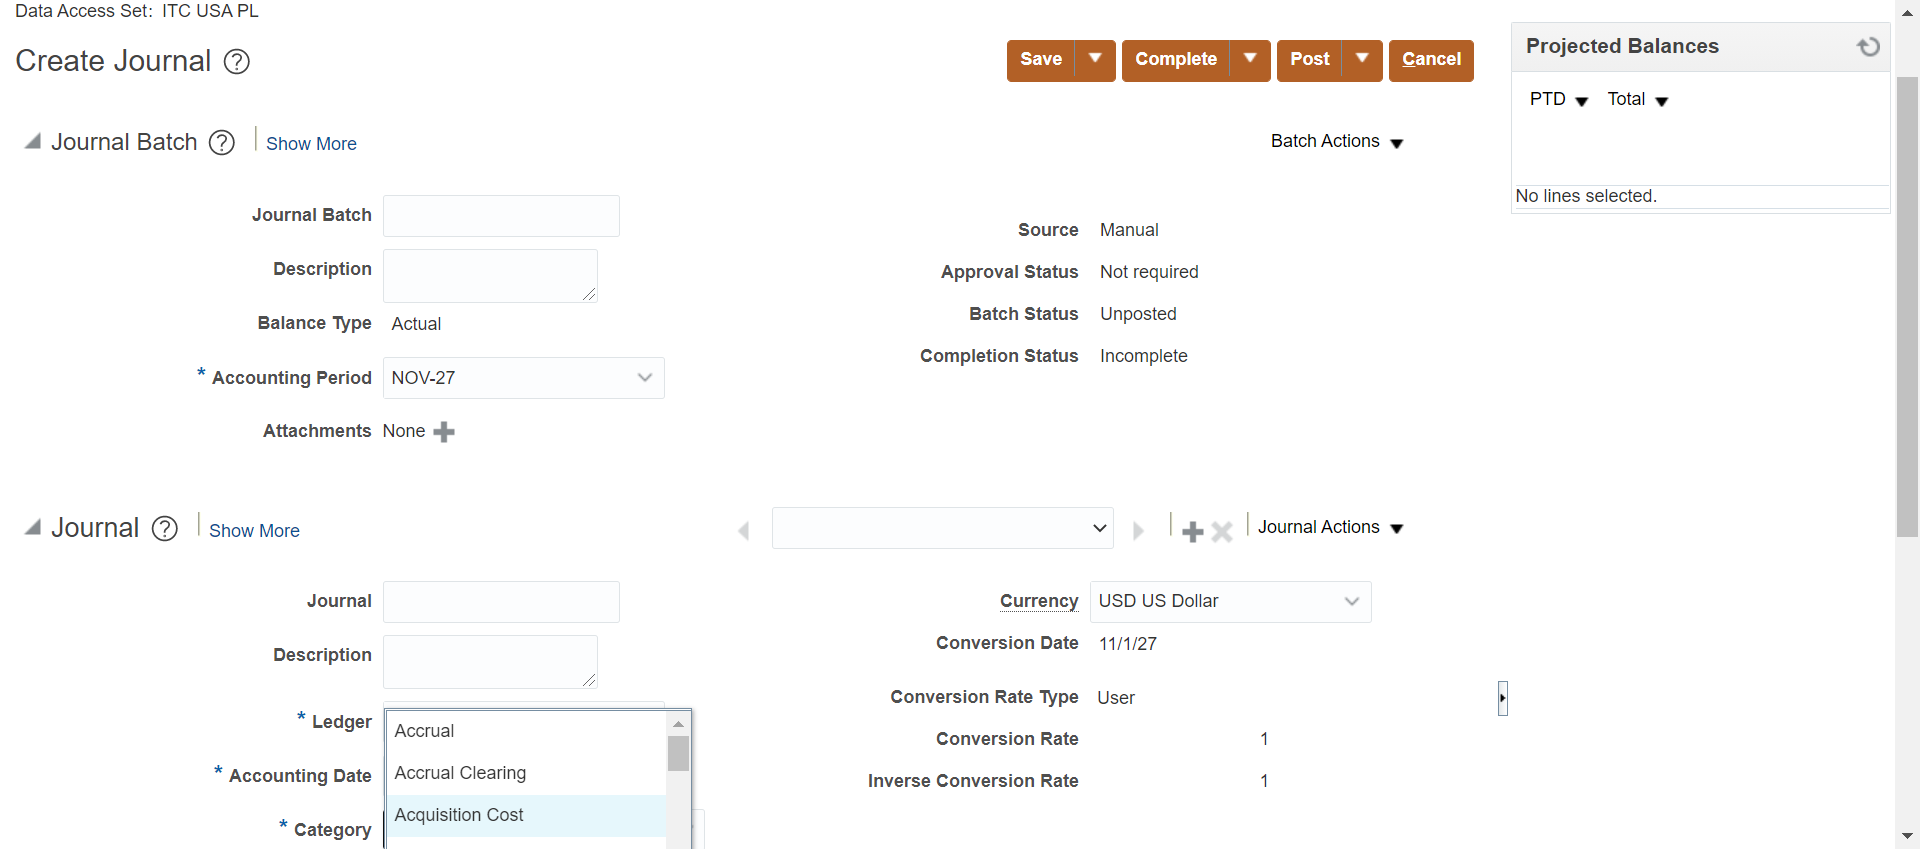 Data Access Set: ITC USA PL
Create Journal ?
Save Complete Post Cancel
Journal Batch ? Show More
Batch Actions
Journal Batch
Description
Balance Type Actual
* Accounting Period NOV-27
Attachments None
Source Manual
Approval Status Not required
Batch Status Unposted
Completion Status Incomplete
Journal ? Show More
Journal Actions
Journal
Description
* Ledger
* Accounting Date
* Category
Accrual
Accrual Clearing
Acquisition Cost
Currency USD US Dollar
Conversion Date 11/1/27
Conversion Rate Type User
Conversion Rate 1
Inverse Conversion Rate 1
Projected Balances
PTD Total
No lines selected.